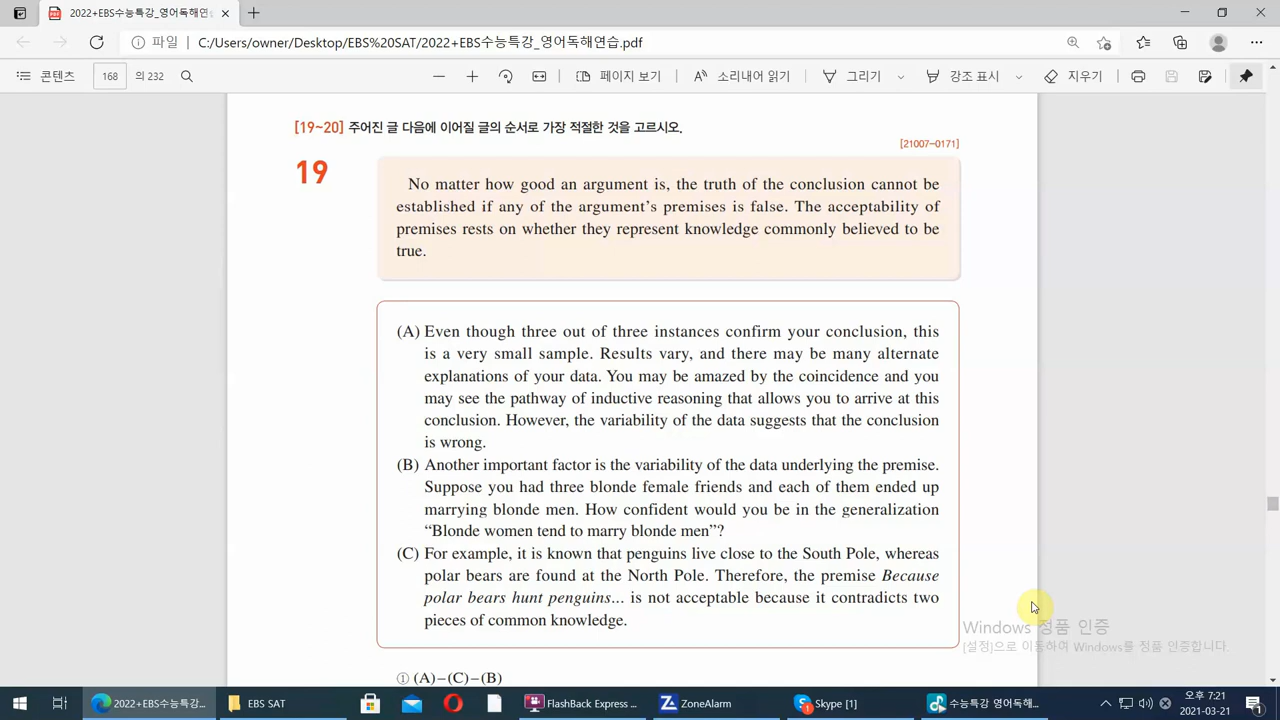 2022+EBS수능특강_영어독해연습
파일 C:/Users/owner/Desktop/EBS%20SAT/2022+EBS수능특강_영어독해연습.pdf
콘텐츠 168 의 232 페이지 보기 소리내어 읽기 그리기 강조 표시 지우기
[19~20] 주어진 글 다음에 이어질 글의 순서로 가장 적절한 것을 고르시오.
[21007-0171]
19
No matter how good an argument is, the truth of the conclusion cannot be
established if any of the argument's premises is false. The acceptability of
premises rests on whether they represent knowledge commonly believed to be
true.
(A) Even though three out of three instances confirm your conclusion, this
is a very small sample. Results vary, and there may be many alternate
explanations of your data. You may be amazed by the coincidence and you
may see the pathway of inductive reasoning that allows you to arrive at this
conclusion. However, the variability of the data suggests that the conclusion
is wrong.
(B) Another important factor is the variability of the data underlying the premise.
Suppose you had three blonde female friends and each of them ended up
marrying blonde men. How confident would you be in the generalization
“Blonde women tend to marry blonde men”?
(C) For example, it is known that penguins live close to the South Pole, whereas
polar bears are found at the North Pole. Therefore, the premise Because
polar bears hunt penguins... is not acceptable because it contradicts two
pieces of common knowledge.
① (A)-(C)-(B)
Windows 정품 인증
[설정]으로 이동하여 Windows를 정품 인증합니다.
2022+EBS수능특강... EBS SAT FlashBack Express ... ZoneAlarm Skype [1] 수능특강 영어독해... 오후 7:21
2021-03-21